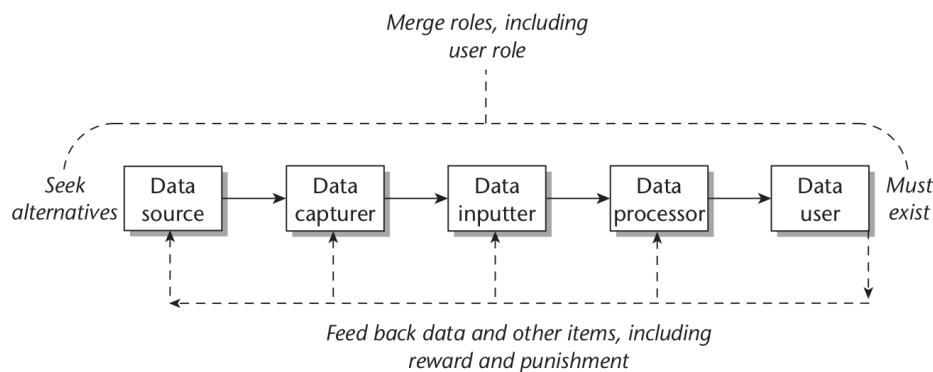 Merge roles, including
user role
Seek
alternatives
Data
source
Data
capturer
Data
inputter
Data
processor
Data
user
Must
exist
Feed back data and other items, including
reward and punishment